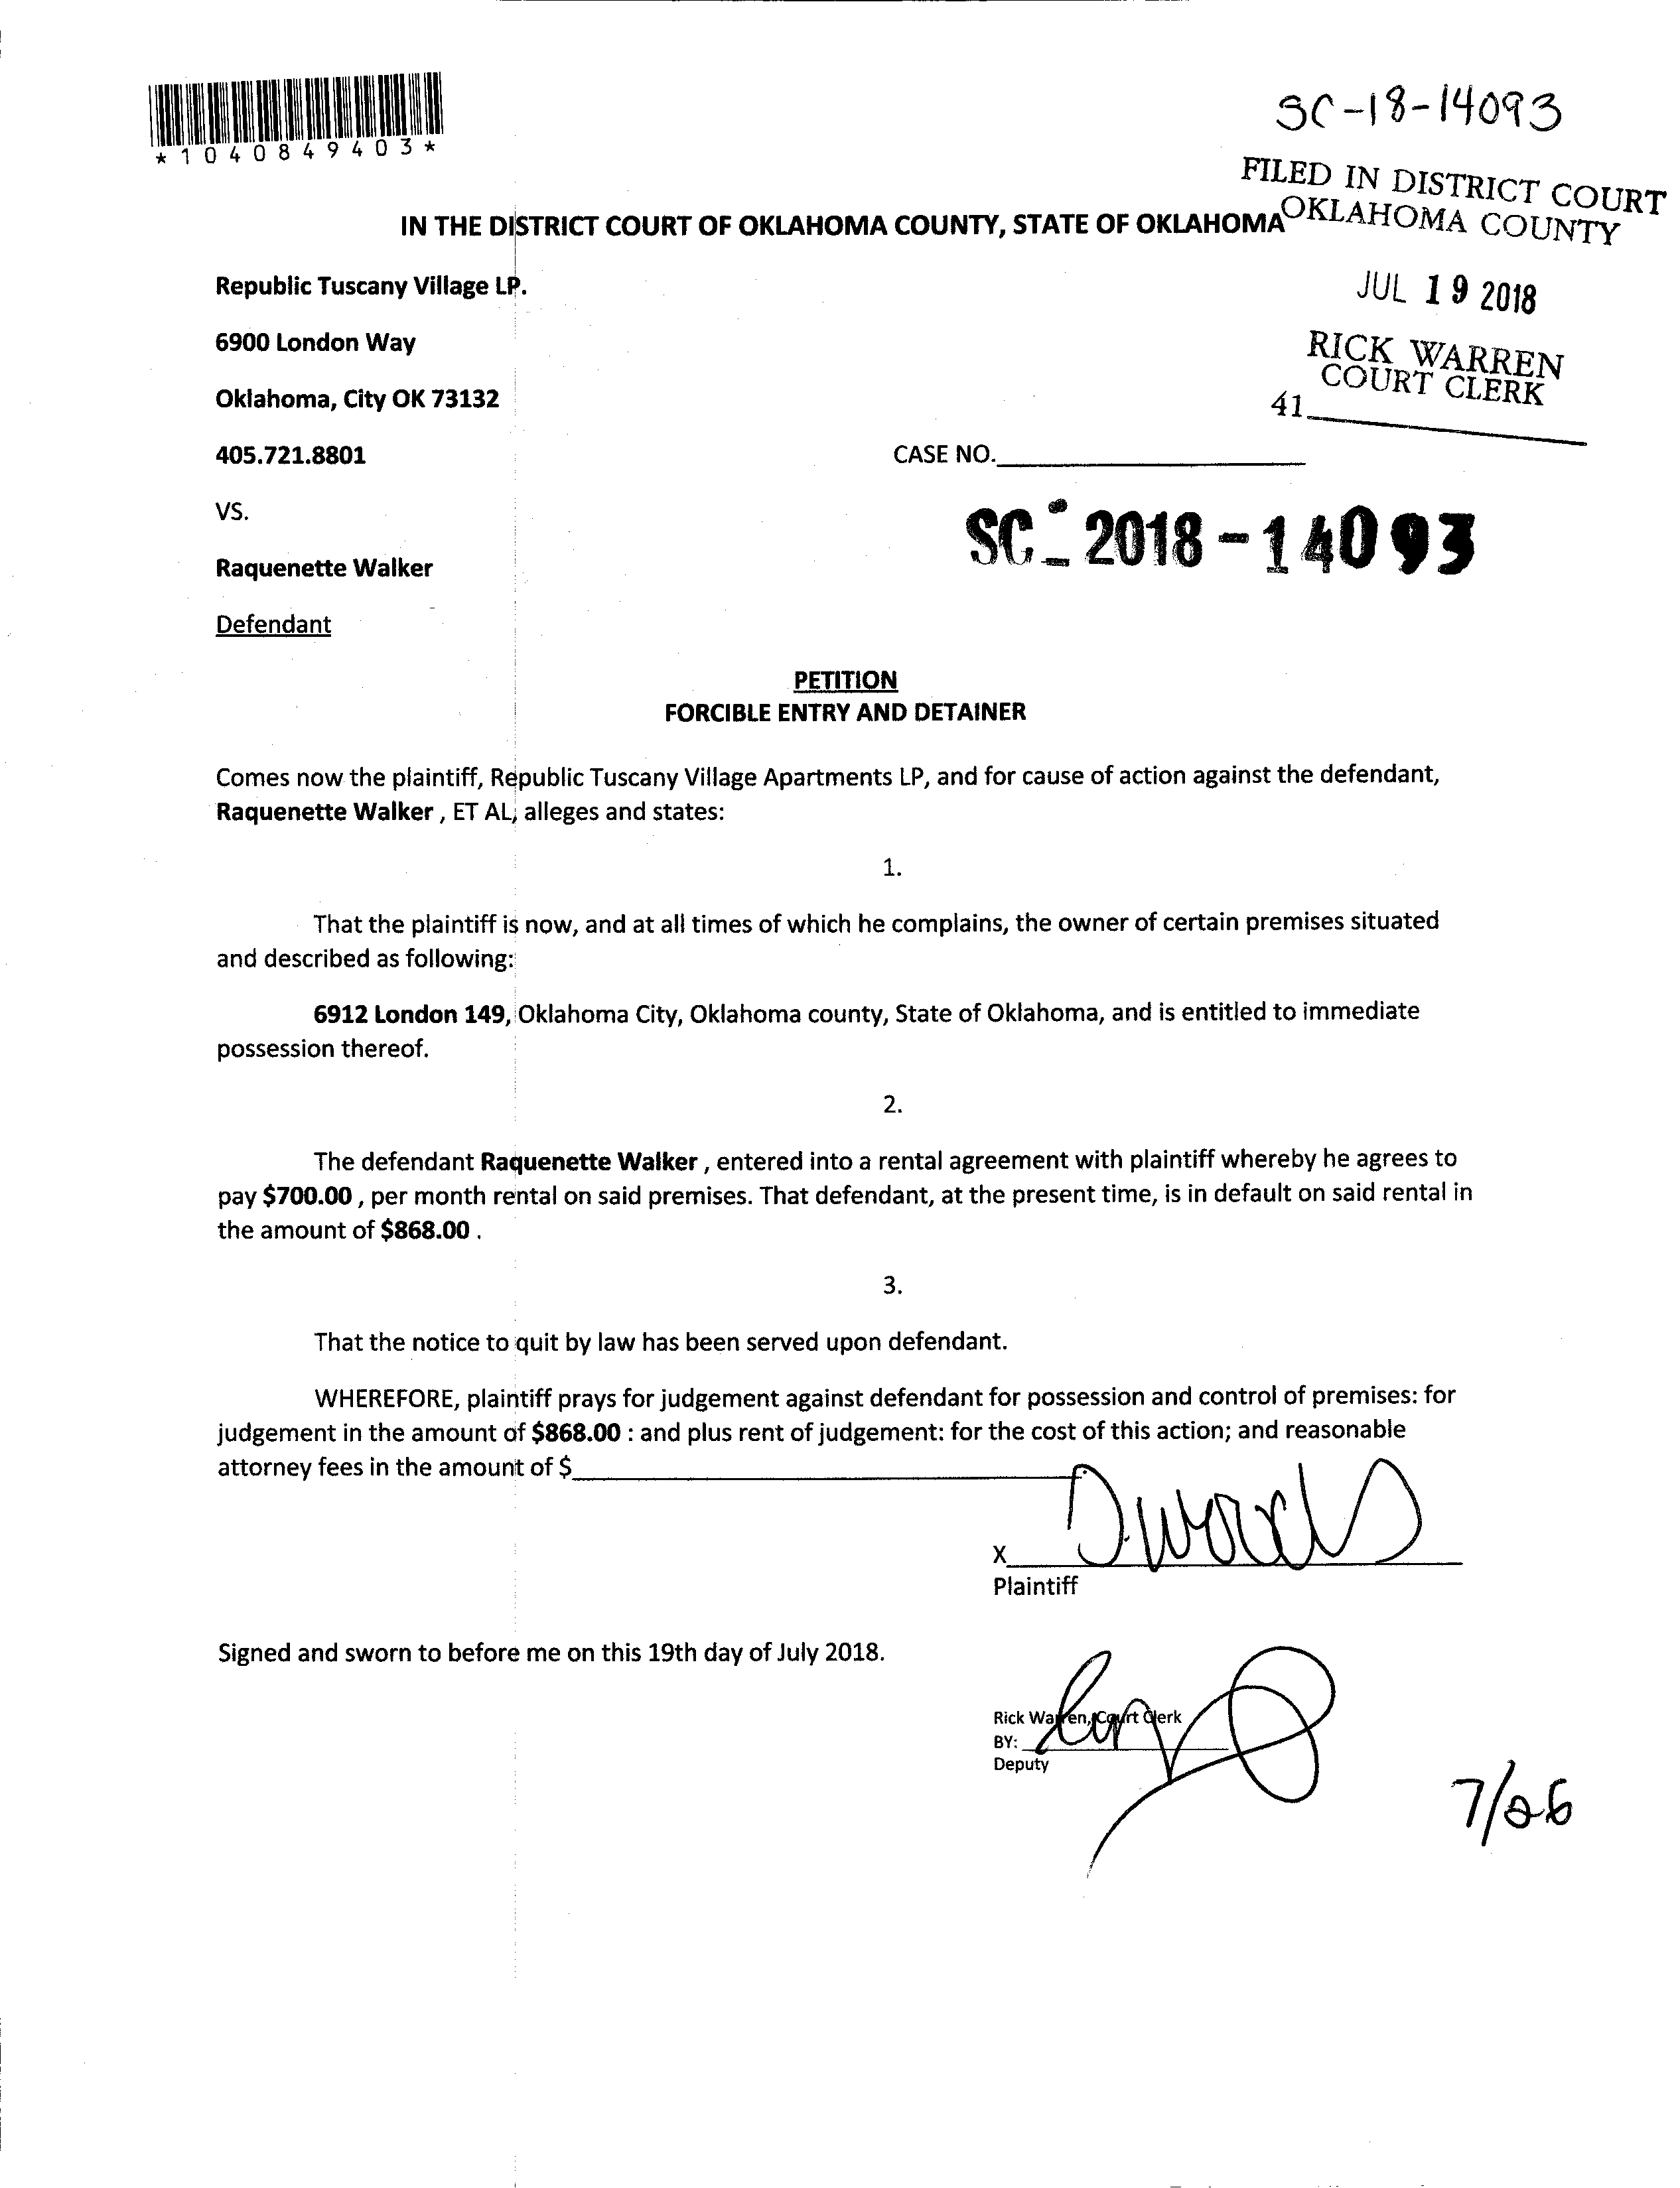 *1040849403*
SC-18-14093
FILED IN DISTRICT COURT
OKLAHOMA COUNTY
IN THE DISTRICT COURT OF OKLAHOMA COUNTY, STATE OF OKLAHOMA
Republic Tuscany Village LP.
JUL 19 2018
6900 London Way
RICK WARREN
COURT CLERK
Oklahoma, City OK 73132
41
405.721.8801
CASE NO.
VS.
SC-2018-14093
Raquenette Walker
Defendant
PETITION
FORCIBLE ENTRY AND DETAINER
Comes now the plaintiff, Republic Tuscany Village Apartments LP, and for cause of action against the defendant,
Raquenette Walker , ET AL, alleges and states:
1.
That the plaintiff is now, and at all times of which he complains, the owner of certain premises situated
and described as following:
6912 London 149, Oklahoma City, Oklahoma county, State of Oklahoma, and is entitled to immediate
possession thereof.
2.
The defendant Raquenette Walker , entered into a rental agreement with plaintiff whereby he agrees to
pay $700.00 , per month rental on said premises. That defendant, at the present time, is in default on said rental in
the amount of $868.00 .
3.
That the notice to quit by law has been served upon defendant.
WHEREFORE, plaintiff prays for judgement against defendant for possession and control of premises: for
judgement in the amount of $868.00 : and plus rent of judgement: for the cost of this action; and reasonable
attorney fees in the amount of $
X D. Woods
Plaintiff
Signed and sworn to before me on this 19th day of July 2018.
Rick Warren, Court Clerk
BY:
Deputy
7/26